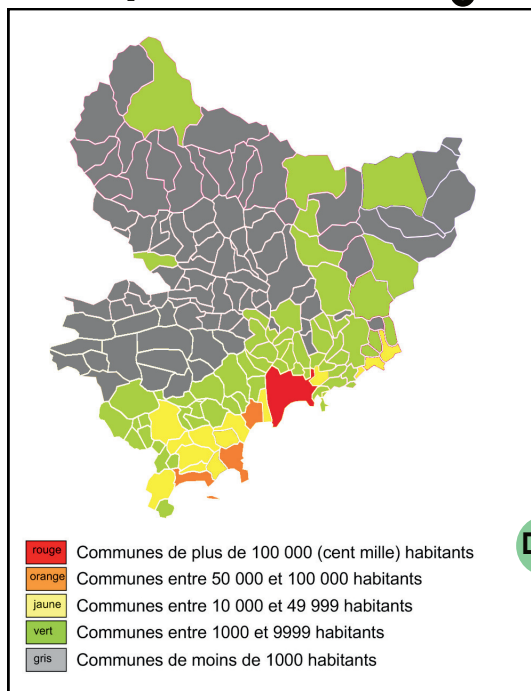 rouge Communes de plus de 100 000 (cent mille) habitants
orange Communes entre 50 000 et 100 000 habitants
jaune Communes entre 10 000 et 49 999 habitants
vert Communes entre 1000 et 9999 habitants
gris Communes de moins de 1000 habitants